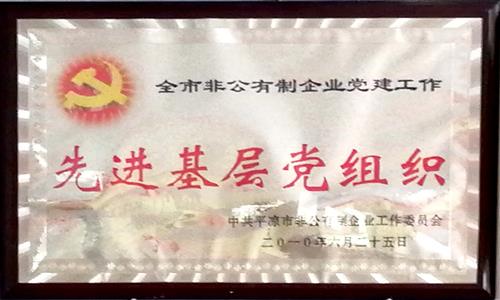 全市非公有制企业党建工作
先进基层党组织
中共平凉市非公有制企业工作委员会
二〇一〇年六月二十五日